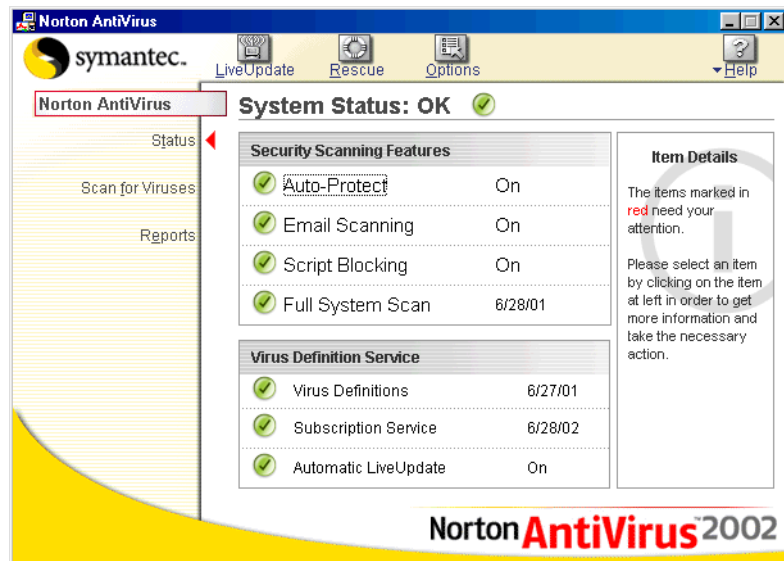 Norton AntiVirus
symantec.
LiveUpdate Rescue Options Help
Norton AntiVirus
Status
Scan for Viruses
Reports
System Status: OK
Security Scanning Features
Auto-Protect On
Email Scanning On
Script Blocking On
Full System Scan 6/28/01
Virus Definition Service
Virus Definitions 6/27/01
Subscription Service 6/28/02
Automatic LiveUpdate On
Item Details
The items marked in
red need your
attention.
Please select an item
by clicking on the item
at left in order to get
more information and
take the necessary
action.
Norton AntiVirus™2002